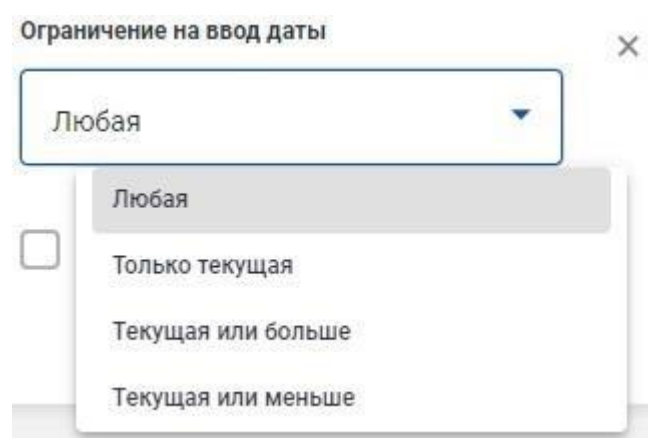 Ограничение на ввод даты
Любая
Любая
Только текущая
Текущая или больше
Текущая или меньше